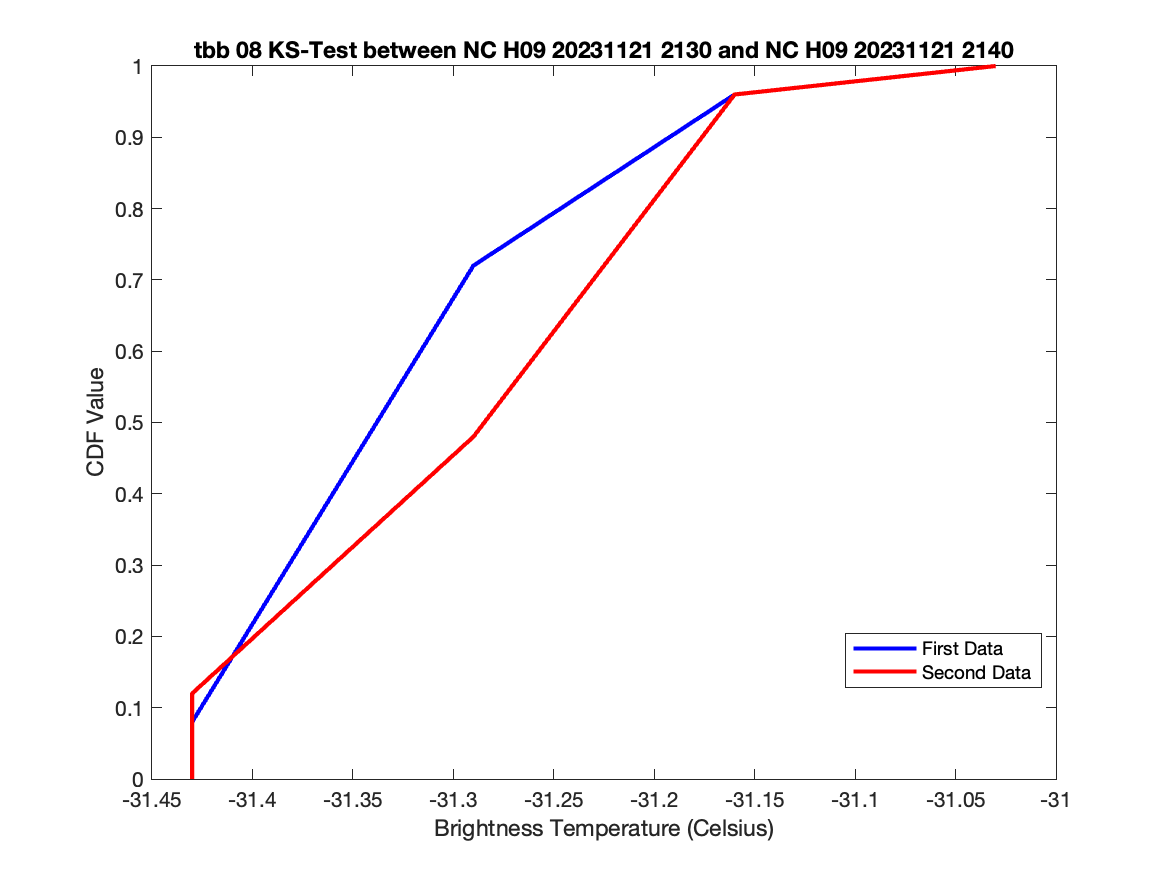 tbb 08 KS-Test between NC H09 20231121 2130 and NC H09 20231121 2140
1
0.9
0.8
0.7
0.6
0.5
0.4
0.3
0.2
0.1
0
CDF Value
First Data
Second Data
-31.45 -31.4 -31.35 -31.3 -31.25 -31.2 -31.15 -31.1 -31.05 -31
Brightness Temperature (Celsius)